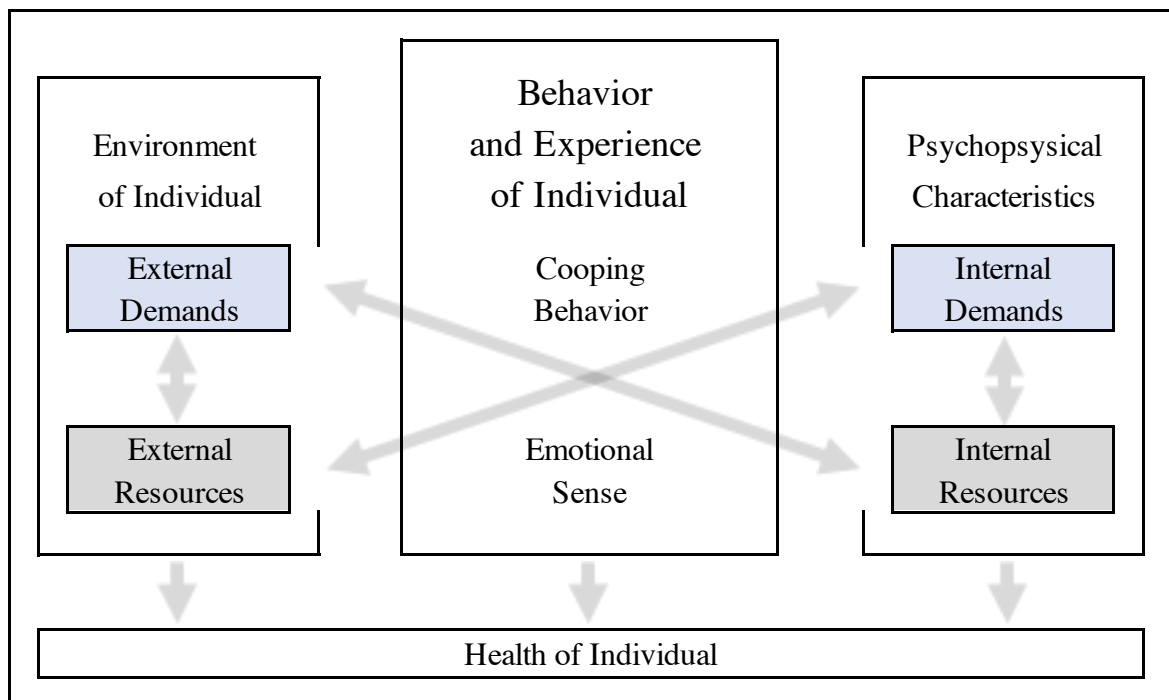 Environment
of Individual
External
Demands
External
Resources
Behavior
and Experience
of Individual
Cooping
Behavior
Emotional
Sense
Psychopsysical
Characteristics
Internal
Demands
Internal
Resources
Health of Individual